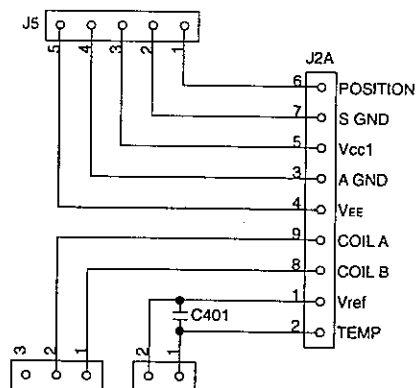 J5
5 4 3 2 1
J2A
6 POSITION
7 S GND
5 Vcc1
3 A GND
4 VEE
9 COIL A
8 COIL B
1 Vref
C401
2 TEMP
3 2 1 2 1